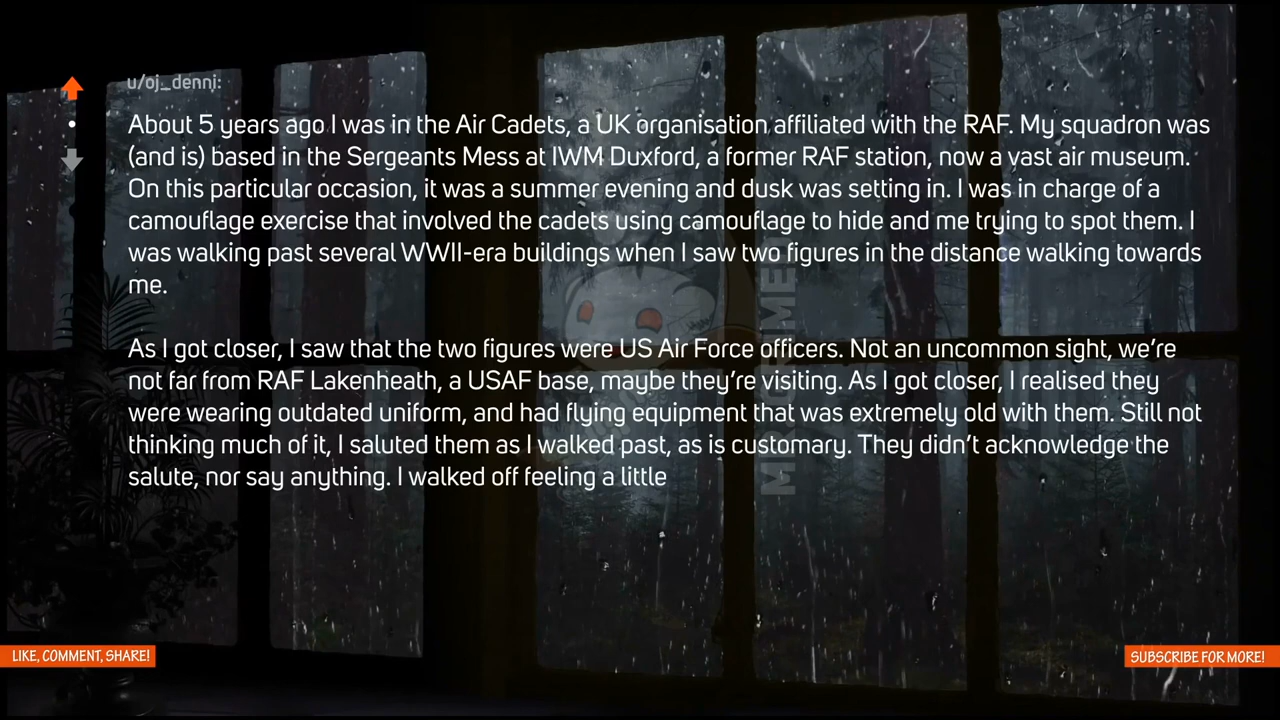 u/oj_denni:
About 5 years ago I was in the Air Cadets, a UK organisation affiliated with the RAF. My squadron was
(and is) based in the Sergeants Mess at IWM Duxford, a former RAF station, now a vast air museum.
On this particular occasion, it was a summer evening and dusk was setting in. I was in charge of a
camouflage exercise that involved the cadets using camouflage to hide and me trying to spot them. I
was walking past several WWII-era buildings when I saw two figures in the distance walking towards
me.
As I got closer, I saw that the two figures were US Air Force officers. Not an uncommon sight, we're
not far from RAF Lakenheath, a USAF base, maybe they're visiting. As I got closer, I realised they
were wearing outdated uniform, and had flying equipment that was extremely old with them. Still not
thinking much of it, I saluted them as I walked past, as is customary. They didn't acknowledge the
salute, nor say anything. I walked off feeling a little
LIKE, COMMENT, SHARE!
SUBSCRIBE FOR MORE!